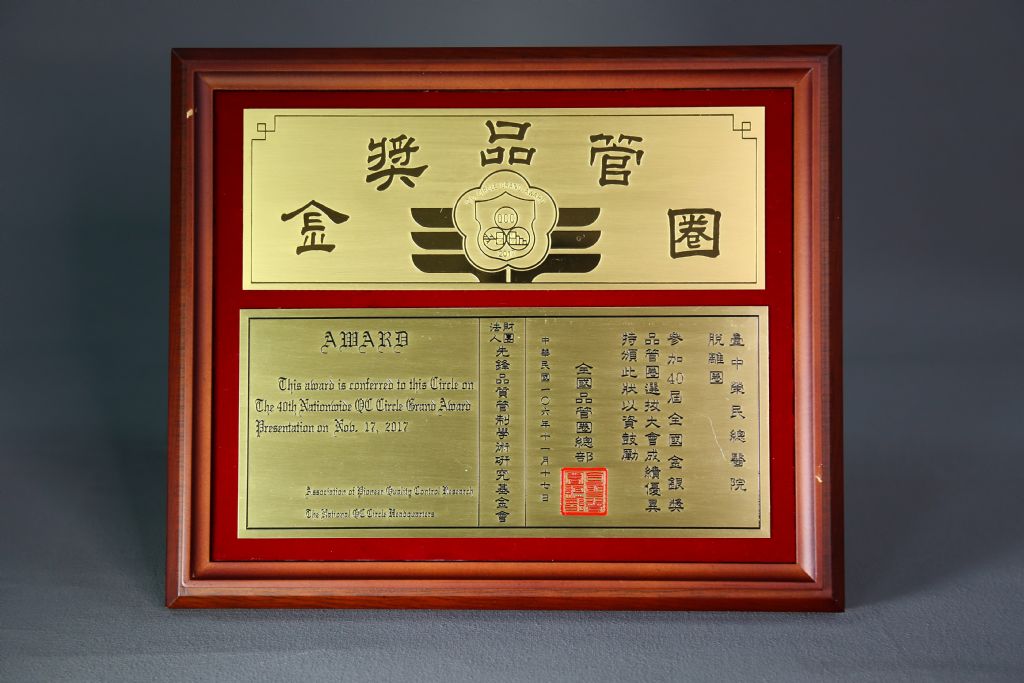 金獎品管圈
CIRCLE GRAND AWARD
QCC
2017
AWARD
This award is conferred to this Circle on
The 40th Nationwide QC Circle Grand Award
Presentation on Nov. 17, 2017
Association of Pioneer Quality Control Research
The National QC Circle Headquarters
臺中榮民總醫院
脫離圈
參加40屆全國金銀獎
品管圈選拔大會成績優異
特頒此狀以資鼓勵
全國品管圈總部
中華民國一〇六年十一月十七日
財團法人先鋒品質管制學術研究基金會